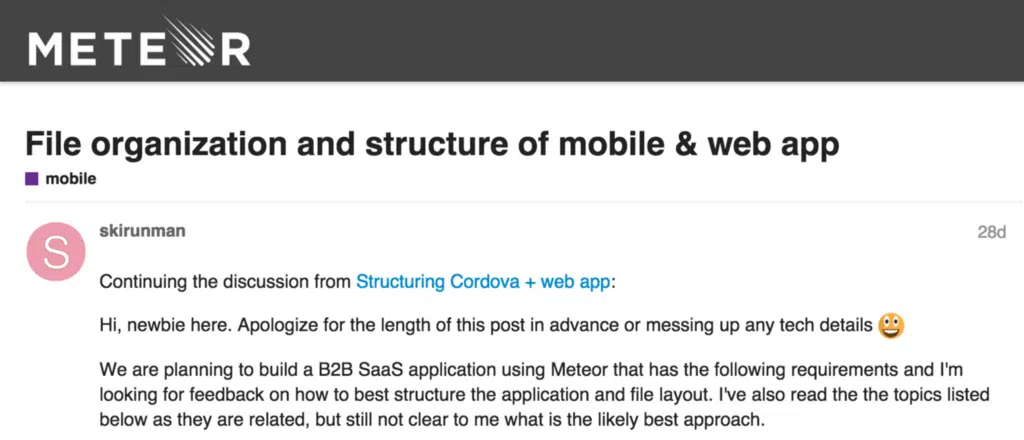 METEOR
File organization and structure of mobile & web app
mobile
skirunman
28d
S
Continuing the discussion from Structuring Cordova + web app:
Hi, newbie here. Apologize for the length of this post in advance or messing up any tech details
We are planning to build a B2B SaaS application using Meteor that has the following requirements and I'm
looking for feedback on how to best structure the application and file layout. I've also read the the topics listed
below as they are related, but still not clear to me what is the likely best approach.